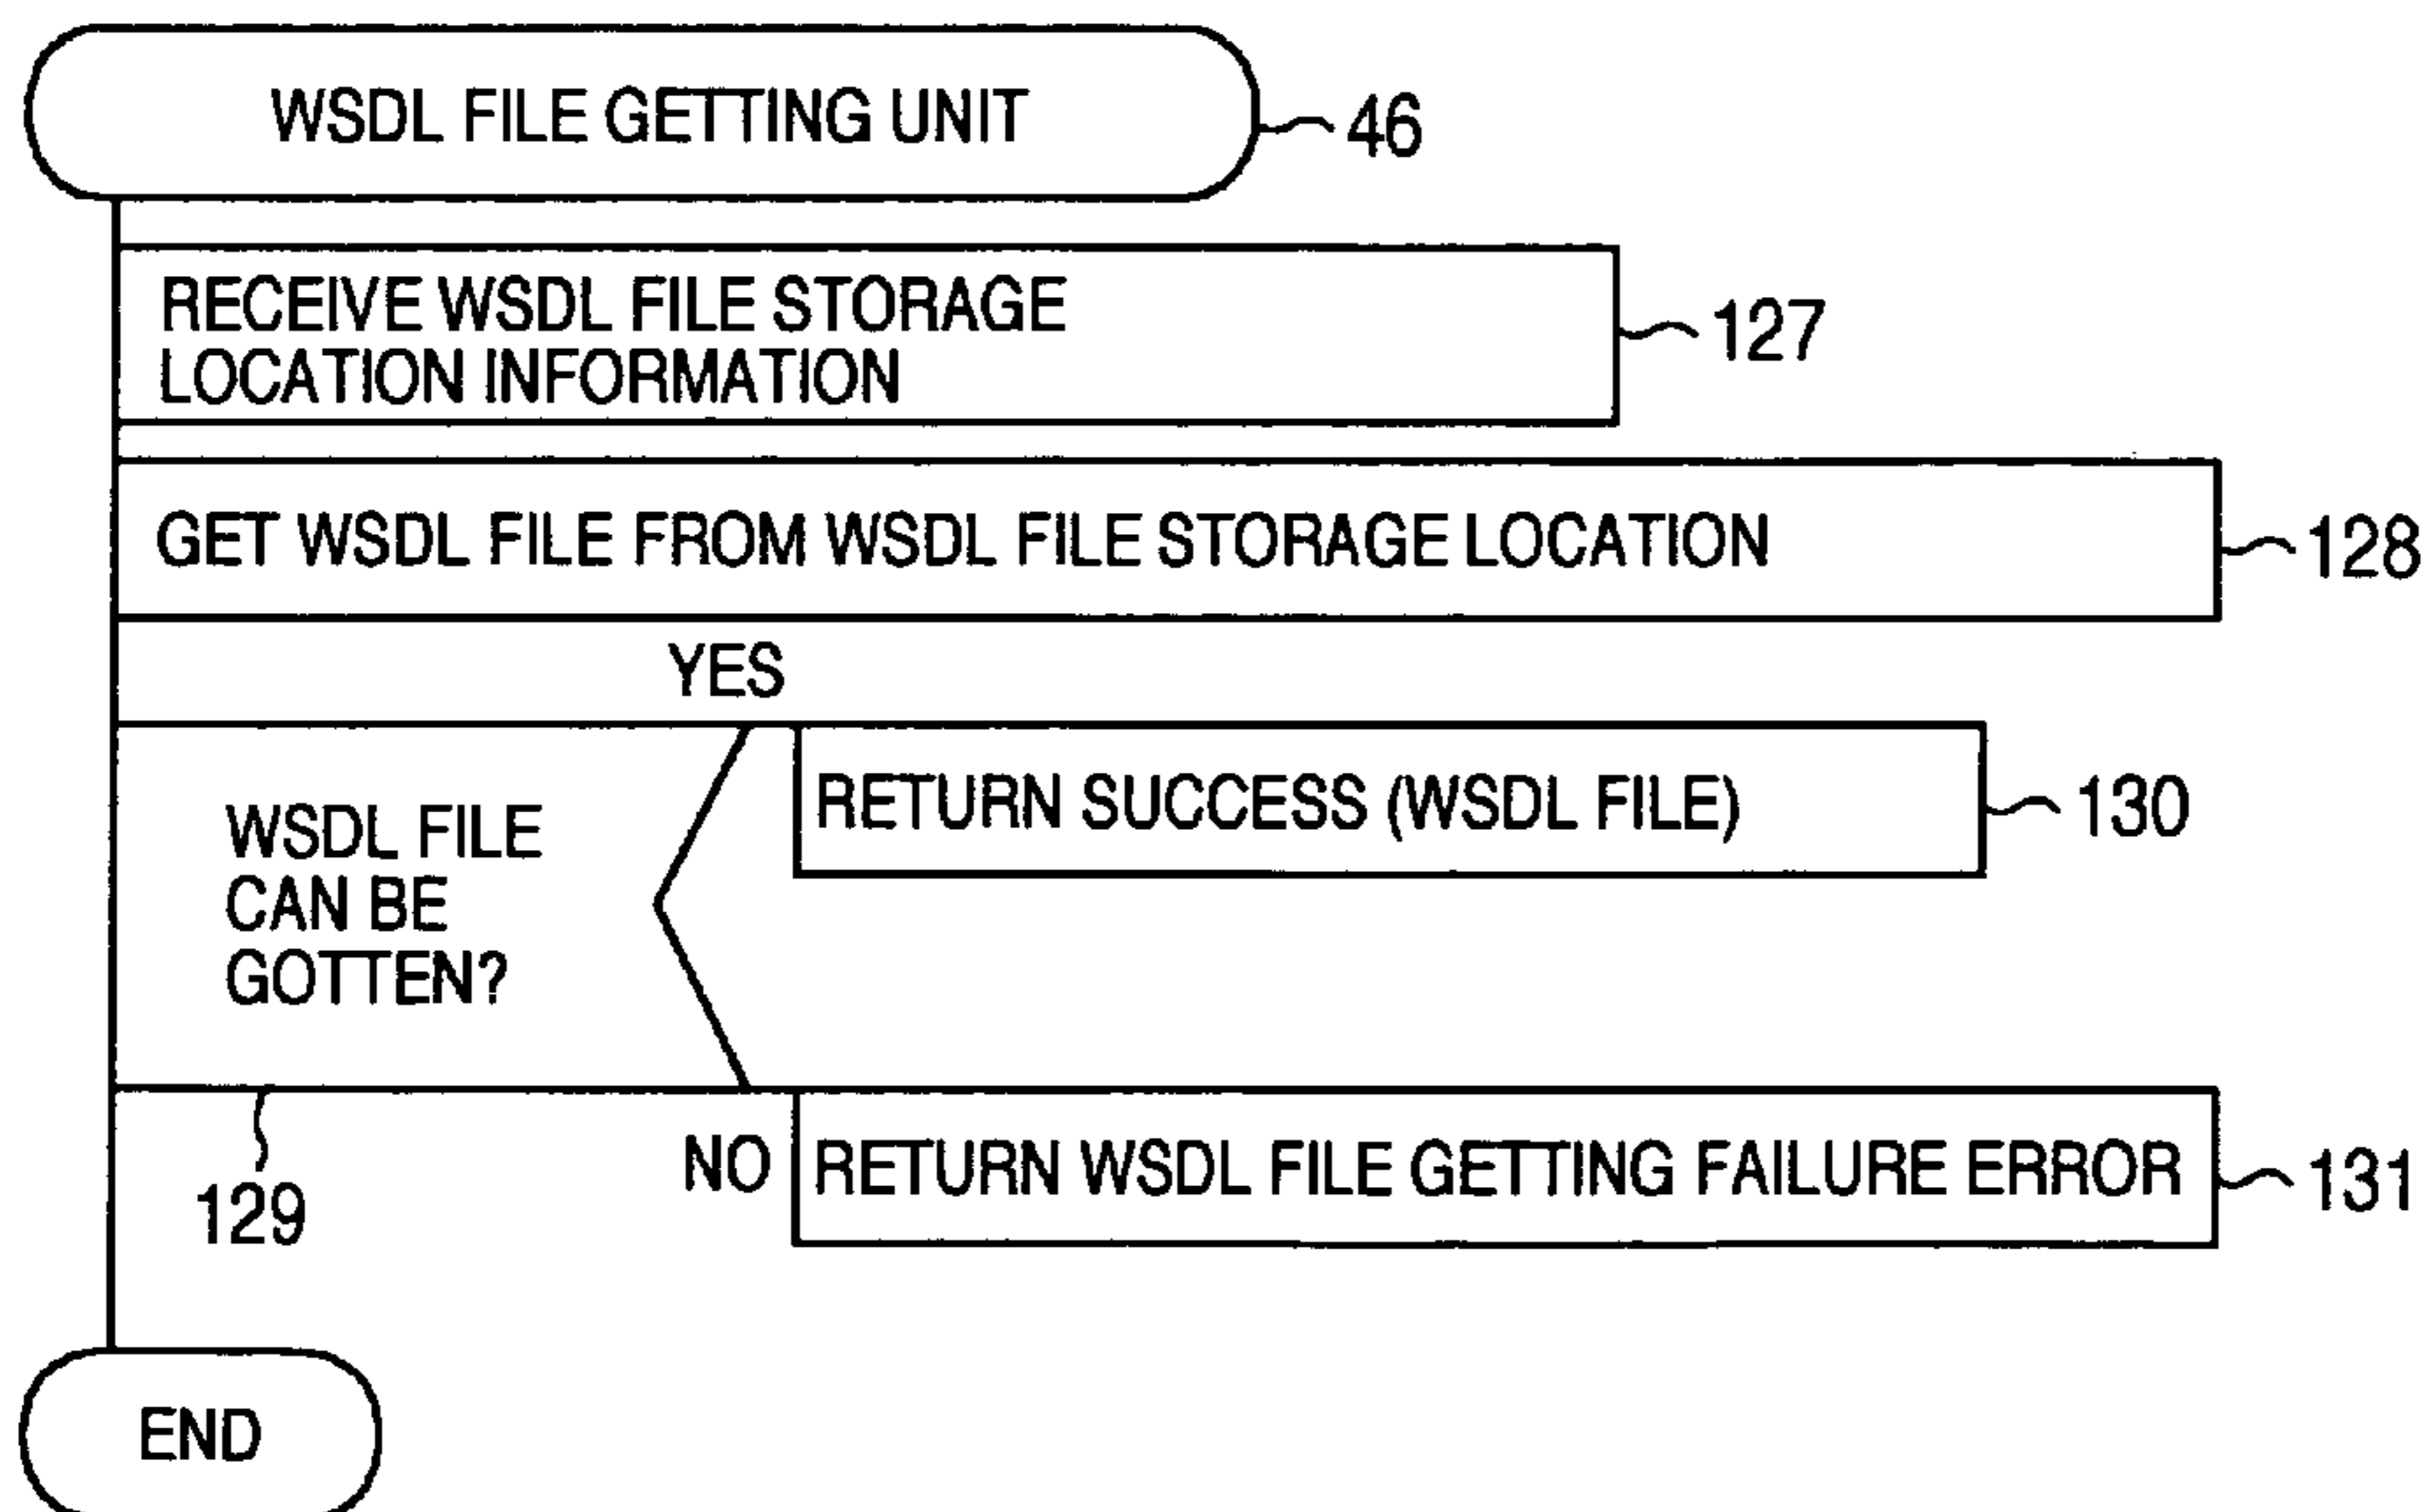 WSDL FILE GETTING UNIT
46
RECEIVE WSDL FILE STORAGE
LOCATION INFORMATION
127
GET WSDL FILE FROM WSDL FILE STORAGE LOCATION
128
YES
WSDL FILE
CAN BE
GOTTEN?
RETURN SUCCESS (WSDL FILE)
130
129
NO
RETURN WSDL FILE GETTING FAILURE ERROR
131
END